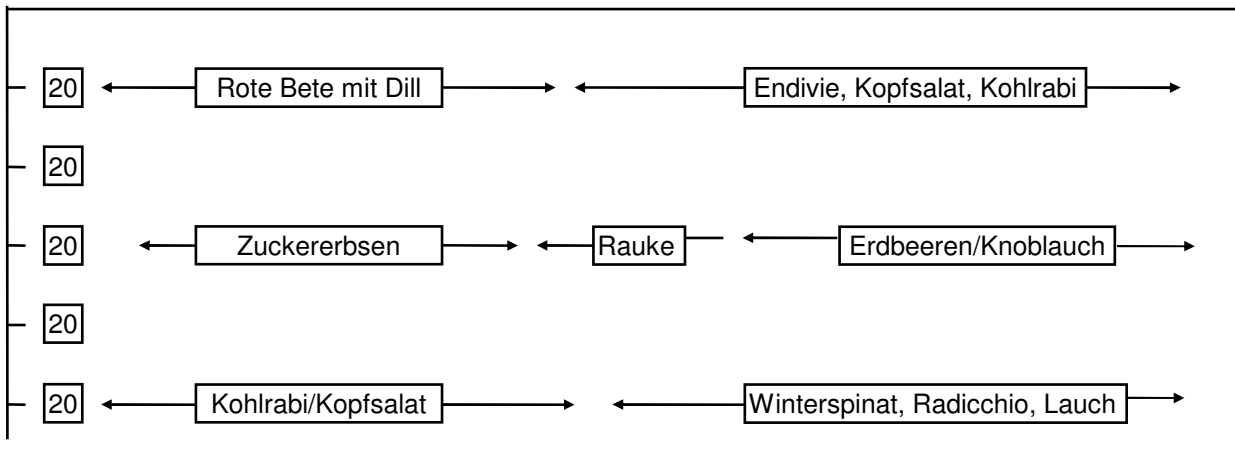 20 Rote Bete mit Dill Endivie, Kopfsalat, Kohlrabi
20
20 Zuckererbsen Rauke Erdbeeren/Knoblauch
20
20 Kohlrabi/Kopfsalat Winterspinat, Radicchio, Lauch